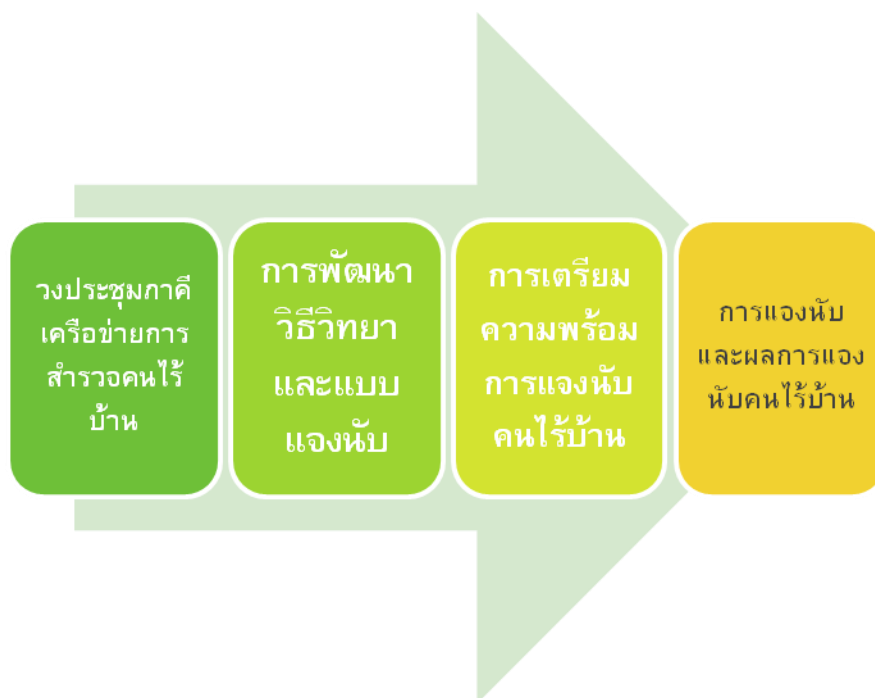 วงประชุมภาคี
เครือข่ายการ
สำรวจคนไร้
บ้าน
การพัฒนา
วิธีวิทยา
และแบบ
แจงนับ
การเตรียม
ความพร้อม
การแจงนับ
คนไร้บ้าน
การแจงนับ
และผลการแจง
นับคนไร้บ้าน